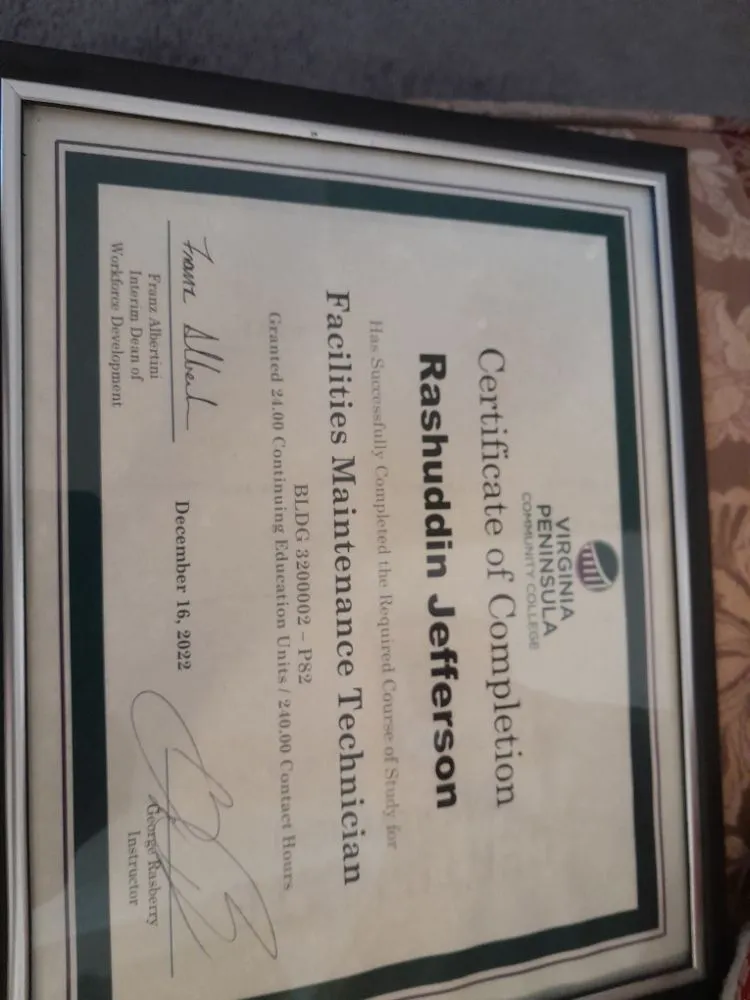 VIRGINIA
PENINSULA
COMMUNITY COLLEGE
Certificate of Completion
Rashuddin Jefferson
Has Successfully Completed the Required Course of Study for
Facilities Maintenance Technician
BLDG 3200002 – P82
Granted 24.00 Continuing Education Units / 240.00 Contact Hours
Franz Albertini
Interim Dean of
Workforce Development
December 16, 2022
George Rasberry
Instructor